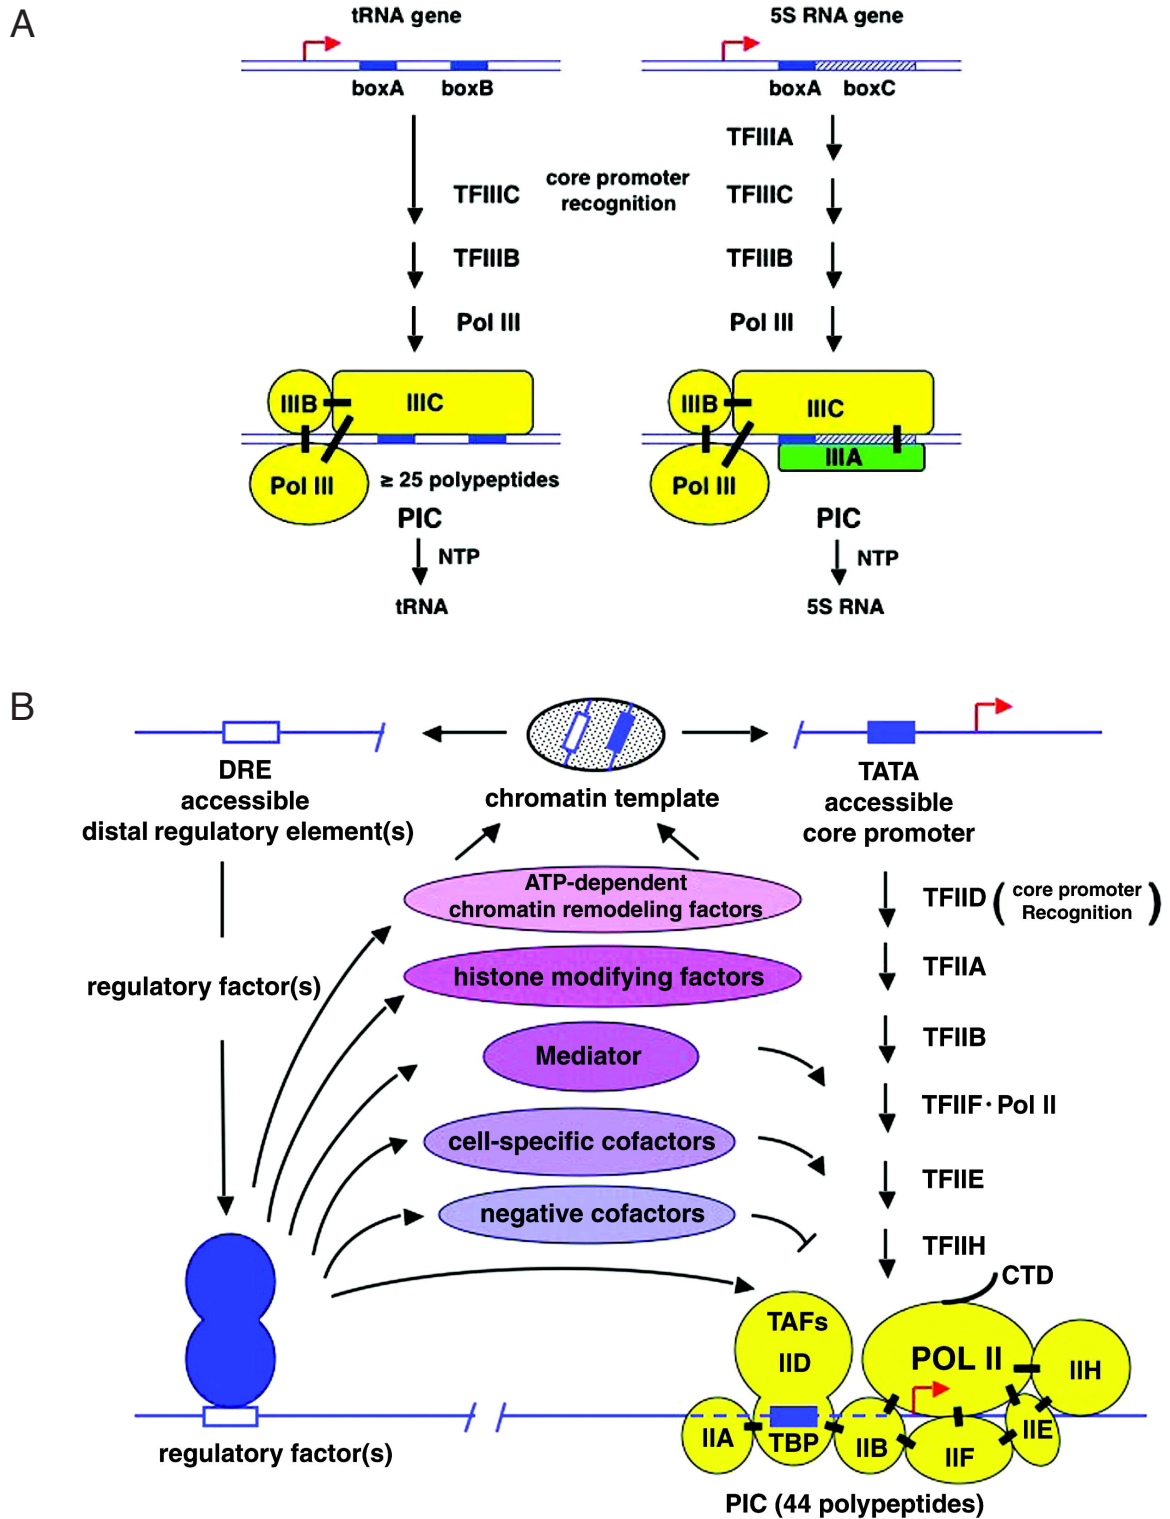 A
tRNA gene
5S RNA gene
boxA
boxB
boxA
boxC
TFIIIA
TFIIIC
core promoter
recognition
TFIIIC
TFIIIB
TFIIIB
Pol III
Pol III
IIIB
IIIC
IIIB
IIIC
IIIA
Pol III
≥ 25 polypeptides
Pol III
PIC
PIC
NTP
NTP
tRNA
5S RNA
B
DRE
accessible
distal regulatory element(s)
chromatin template
TATA
accessible
core promoter
ATP-dependent
chromatin remodeling factors
TFIID ( core promoter
Recognition )
histone modifying factors
TFIIA
regulatory factor(s)
TFIIB
Mediator
TFIIF·Pol II
cell-specific cofactors
TFIIE
negative cofactors
TFIIH
CTD
TAFs
IID
POL II
IIH
IIA
TBP
IIB
IIF
IIE
regulatory factor(s)
PIC (44 polypeptides)